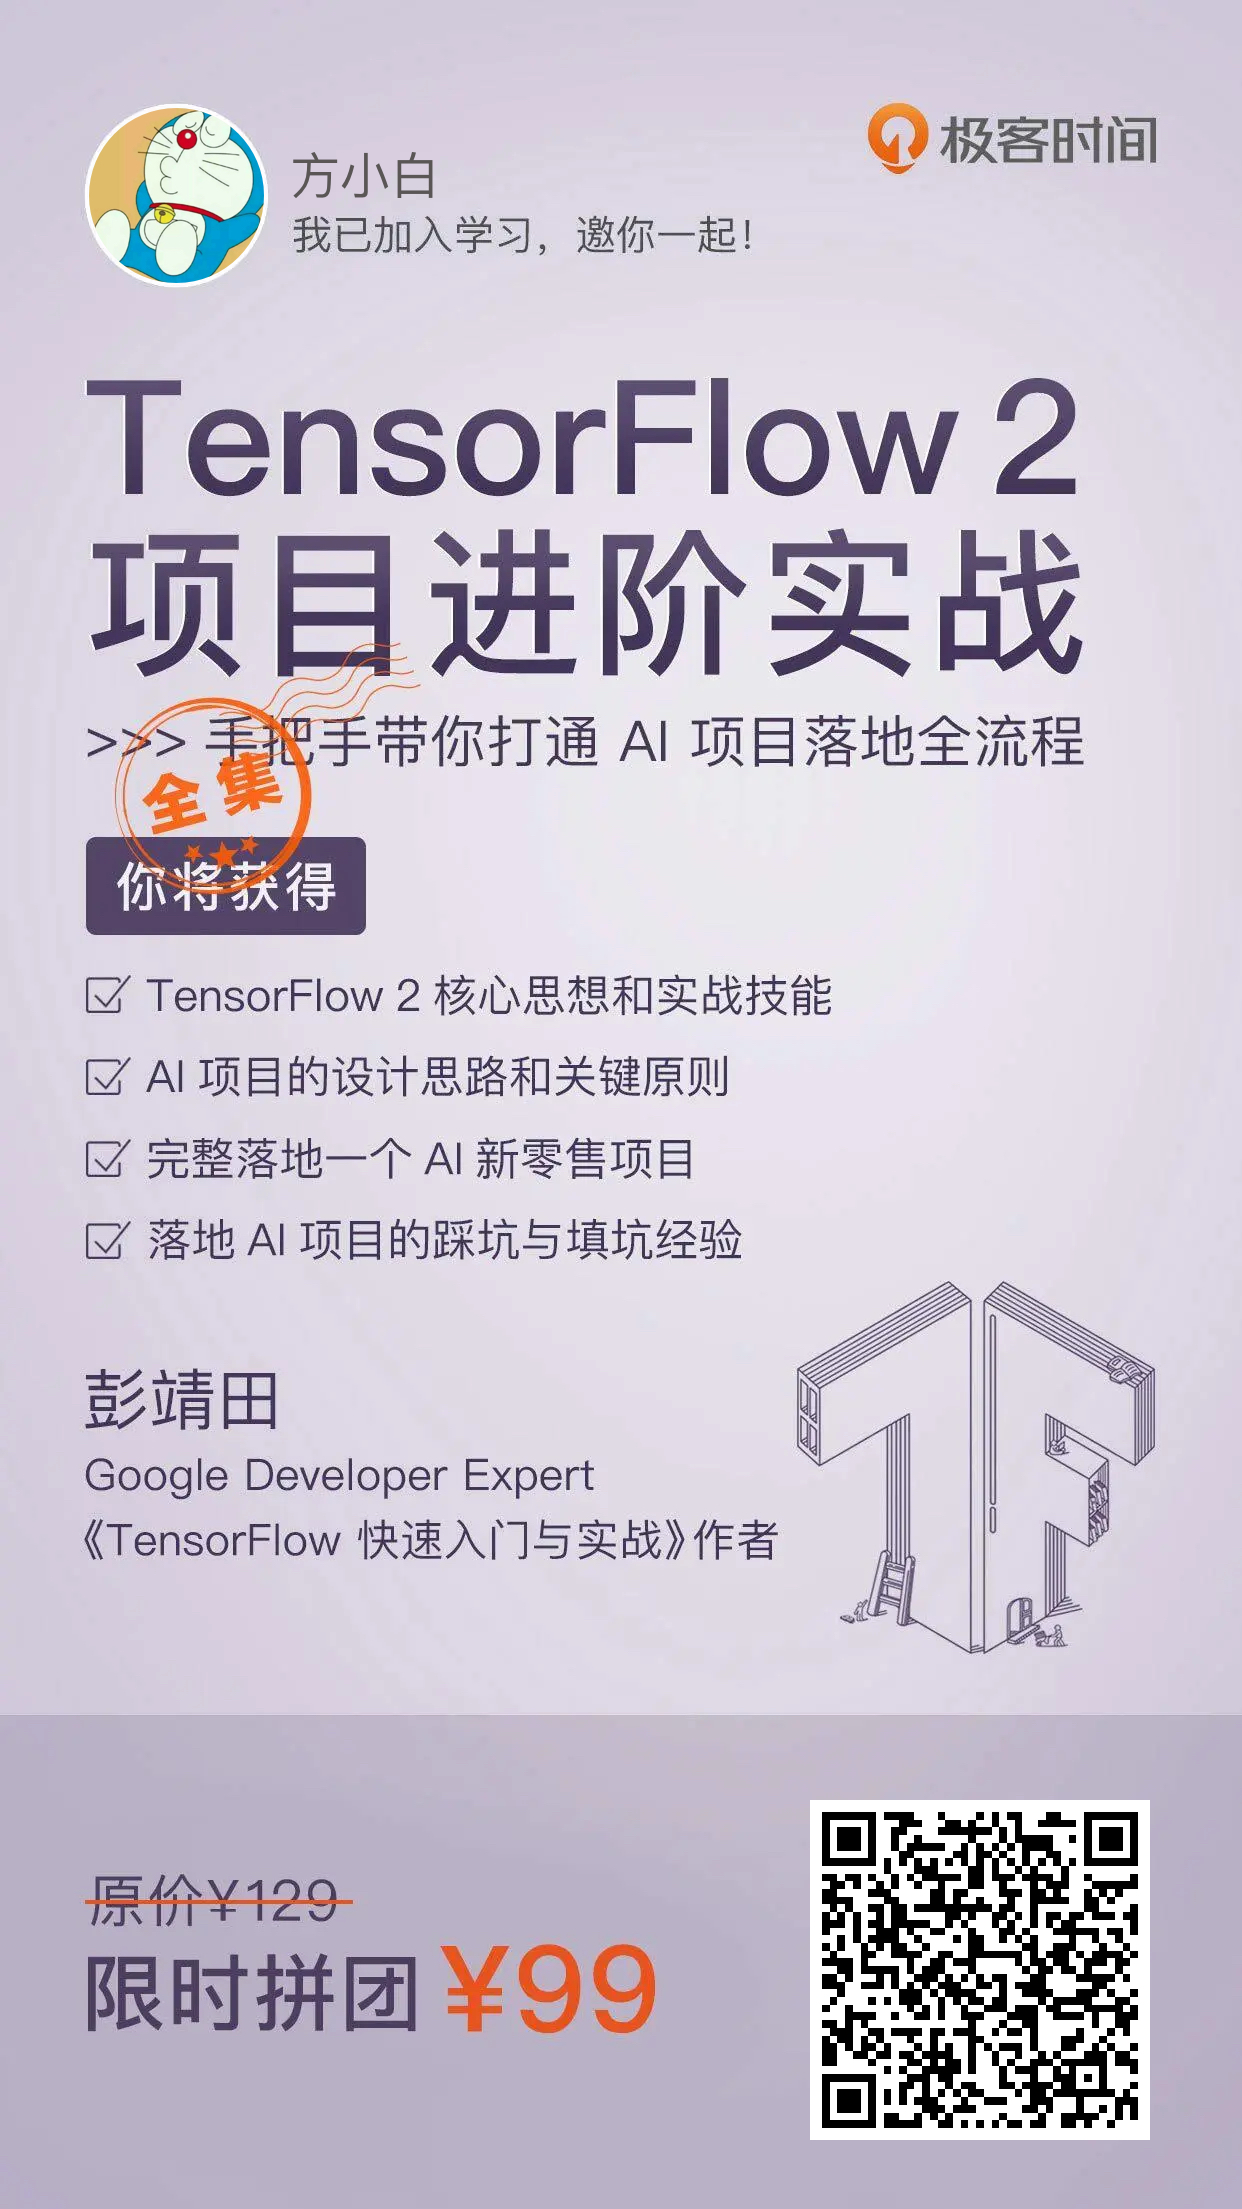 方小白
极客时间
我已加入学习，邀你一起！
TensorFlow 2
项目进阶实战
>>> 手把手带你打通 AI 项目落地全流程
全集
你将获得
TensorFlow 2 核心思想和实战技能
AI 项目的设计思路和关键原则
完整落地一个 AI 新零售项目
落地 AI 项目的踩坑与填坑经验
彭靖田
Google Developer Expert
《TensorFlow 快速入门与实战》作者
原价¥129
限时拼团 ¥99